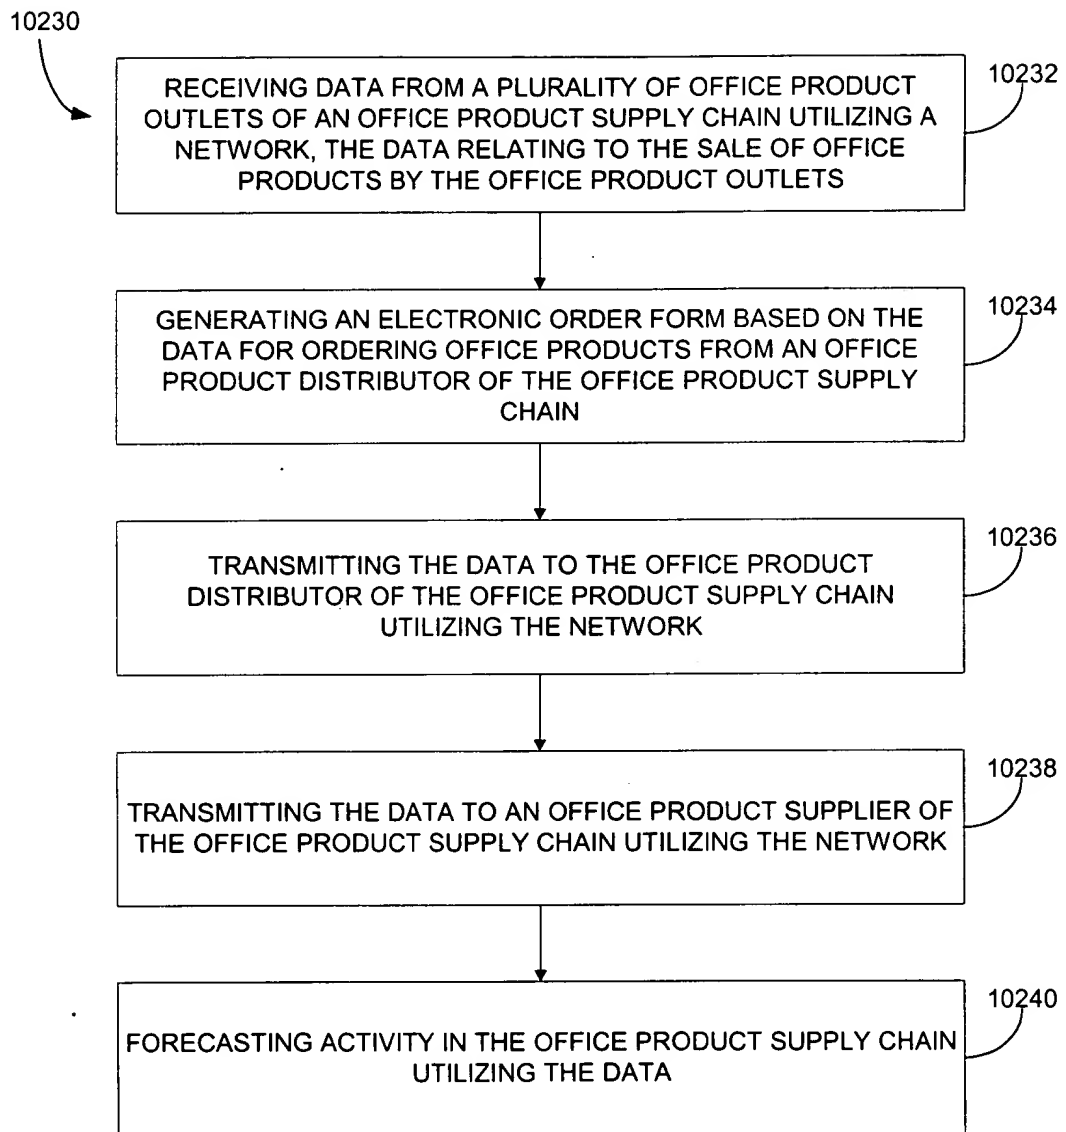 10230
10232
RECEIVING DATA FROM A PLURALITY OF OFFICE PRODUCT
OUTLETS OF AN OFFICE PRODUCT SUPPLY CHAIN UTILIZING A
NETWORK, THE DATA RELATING TO THE SALE OF OFFICE
PRODUCTS BY THE OFFICE PRODUCT OUTLETS
10234
GENERATING AN ELECTRONIC ORDER FORM BASED ON THE
DATA FOR ORDERING OFFICE PRODUCTS FROM AN OFFICE
PRODUCT DISTRIBUTOR OF THE OFFICE PRODUCT SUPPLY
CHAIN
10236
TRANSMITTING THE DATA TO THE OFFICE PRODUCT
DISTRIBUTOR OF THE OFFICE PRODUCT SUPPLY CHAIN
UTILIZING THE NETWORK
10238
TRANSMITTING THE DATA TO AN OFFICE PRODUCT SUPPLIER OF
THE OFFICE PRODUCT SUPPLY CHAIN UTILIZING THE NETWORK
10240
FORECASTING ACTIVITY IN THE OFFICE PRODUCT SUPPLY CHAIN
UTILIZING THE DATA